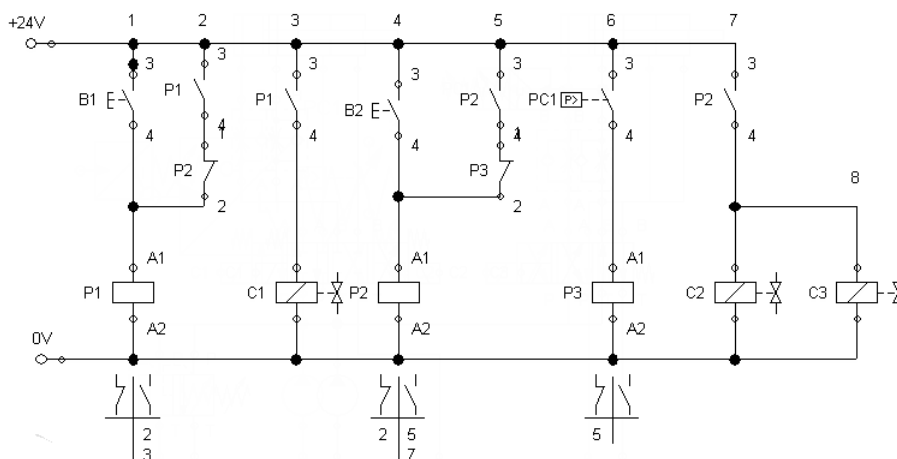 1 2 3 4 5 6 7
+24V
3 3 3 3 3 3 3
B1 P1 P1 B2 P2 PC1 P> P2
4 4 4 4 4 4 4
1 1
P2 P3
2 2
8
A1 A1 A1
P1 C1 P2 P3 C2 C3
A2 A2 A2
0V
2 2 5 5
3 7